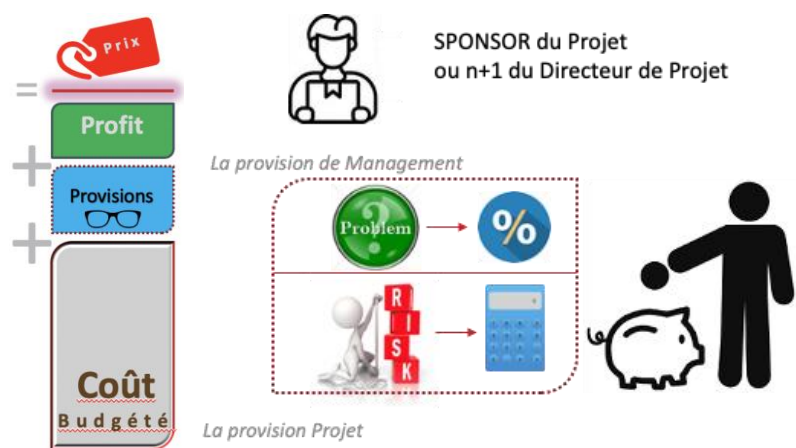 Prix
=
Profit
+
Provisions
+
Coût
Budgété
SPONSOR du Projet
ou n+1 du Directeur de Projet
La provision de Management
?
Problem
%
R
I
S
K
La provision Projet